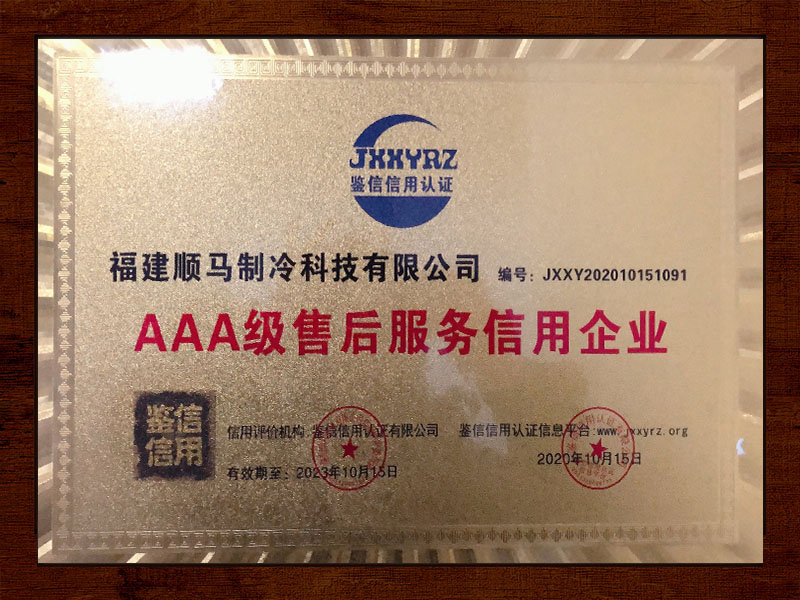 JXXYRZ
鉴信信用认证
福建顺马制冷科技有限公司 编号：JXXY202010151091
AAA级售后服务信用企业
鉴信
信用
信用评价机构：鉴信信用认证有限公司 鉴信信用认证信息平台：www.jxxyrz.org
有效期至：2023年10月15日 2020年10月15日